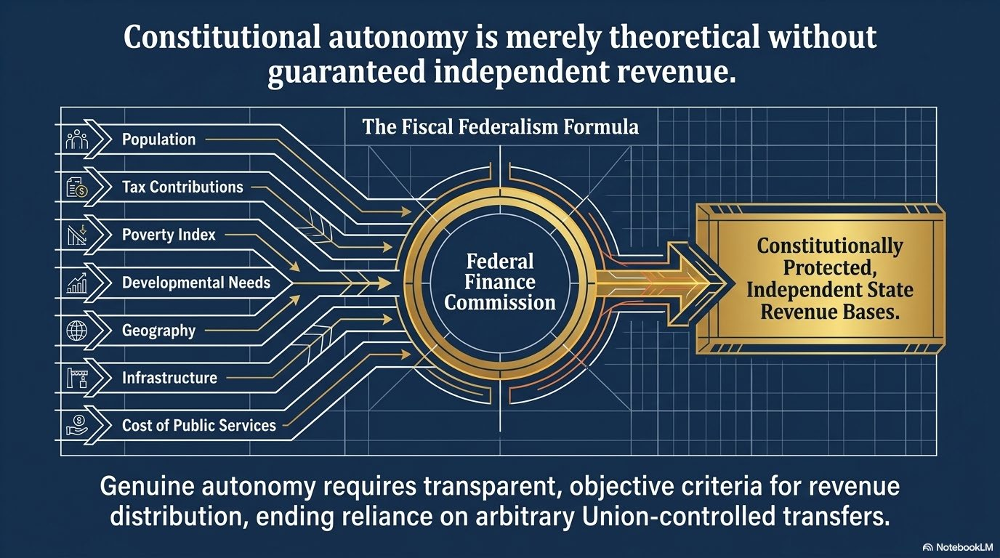 Constitutional autonomy is merely theoretical without
guaranteed independent revenue.
The Fiscal Federalism Formula
Population
Tax Contributions
Poverty Index
Developmental Needs
Geography
Infrastructure
Cost of Public Services
Federal
Finance
Commission
Constitutionally
Protected,
Independent State
Revenue Bases.
Genuine autonomy requires transparent, objective criteria for revenue
distribution, ending reliance on arbitrary Union-controlled transfers.
NotebookLM